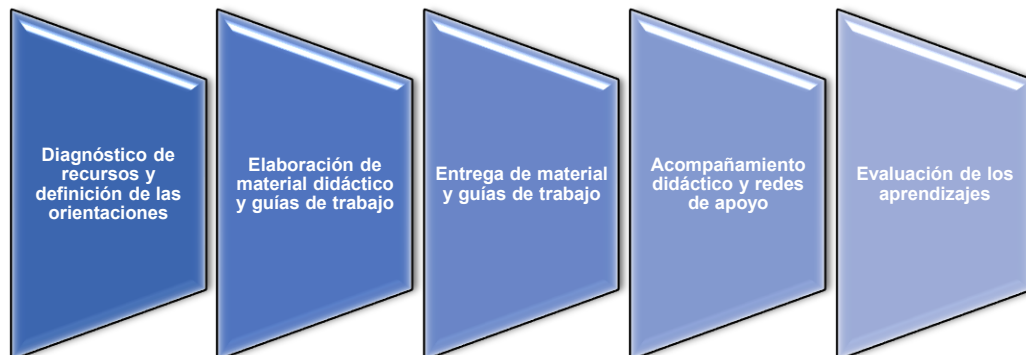 Diagnóstico de
recursos y
definición de las
orientaciones
Elaboración de
material didáctico
y guías de trabajo
Entrega de material
y guías de trabajo
Acompañamiento
didáctico y redes
de apoyo
Evaluación de los
aprendizajes